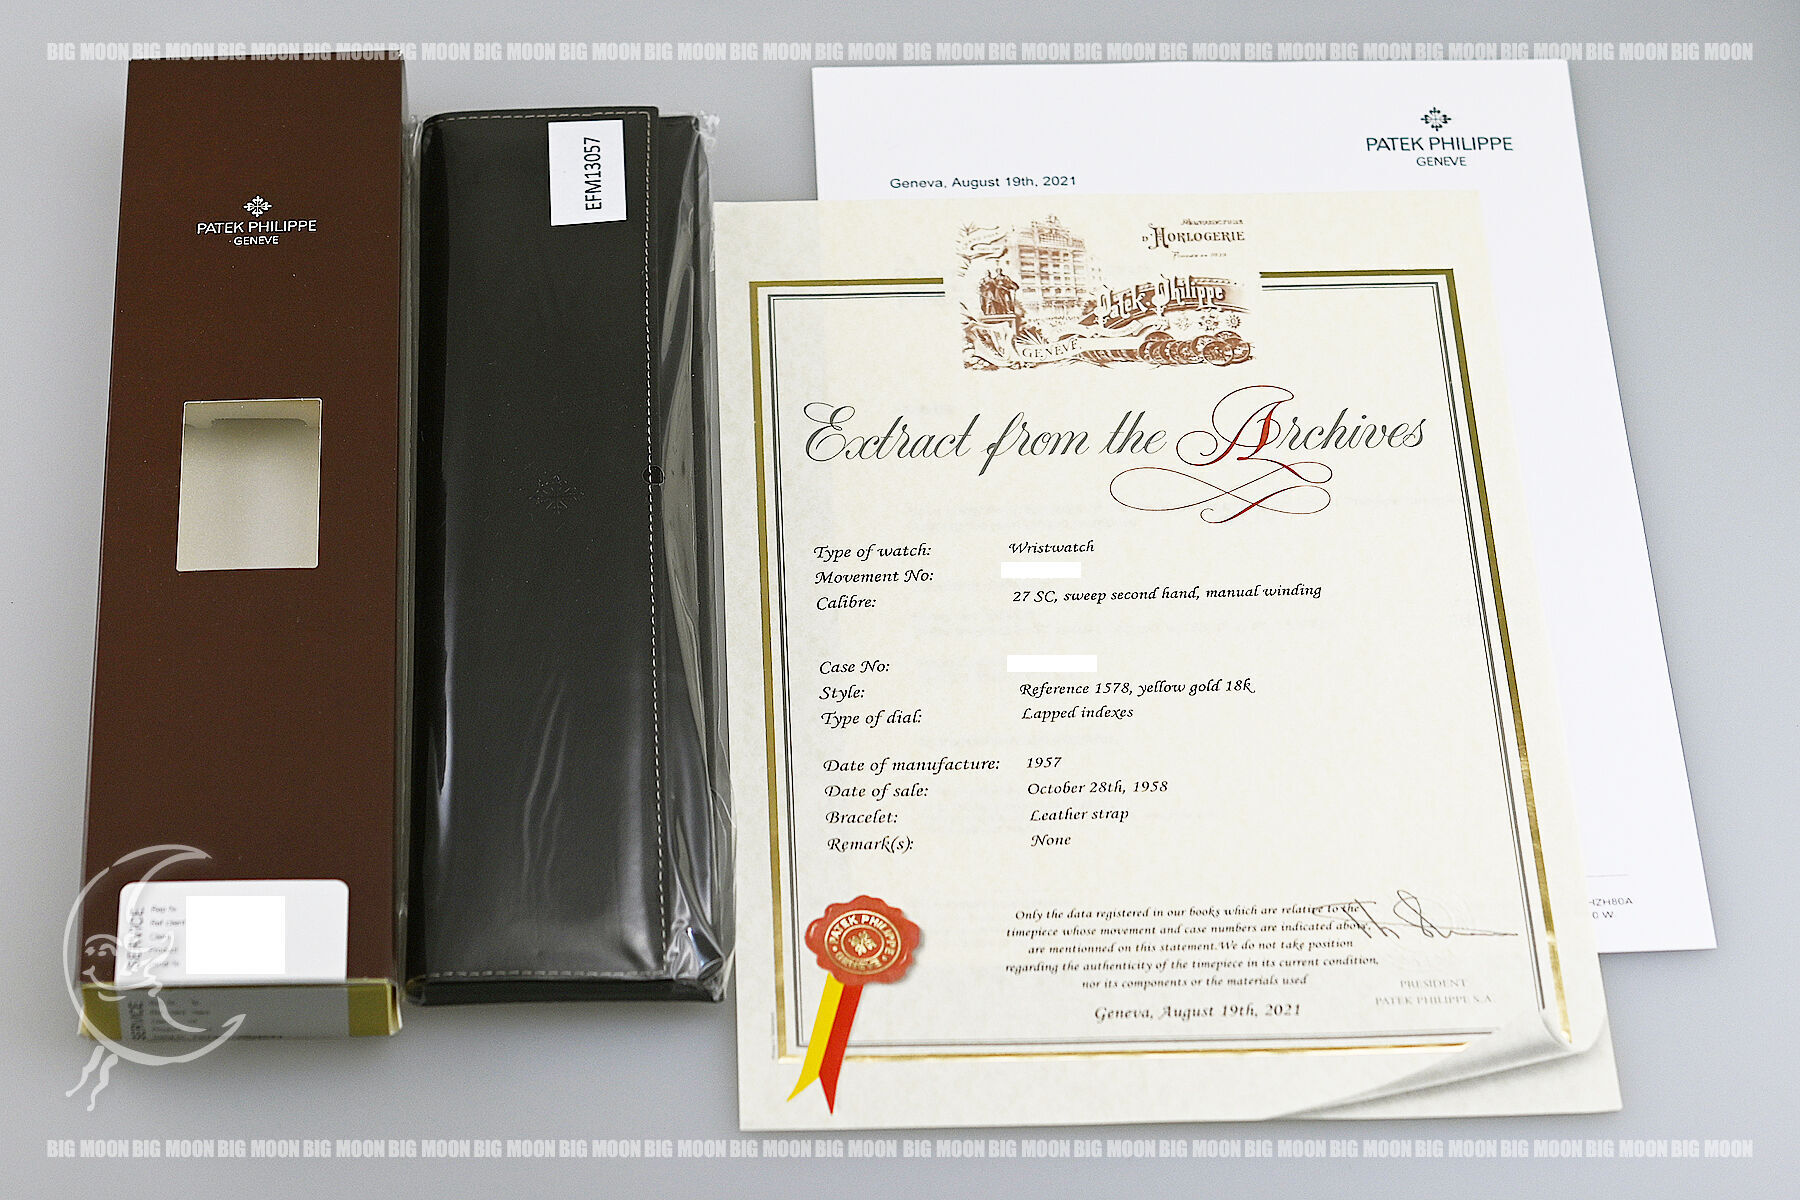 BIG MOON BIG MOON BIG MOON BIG MOON BIG MOON BIG MOON BIG MOON BIG MOON BIG MOON BIG MOON BIG MOON BIG MOON BIG MOON BIG MOON BIG MOON BIG MOON BIG MOON BIG MOON BIG MOON BIG MOON
PATEK PHILIPPE
GENEVE
EFM13057
SERVICE
SERVICE
PATEK PHILIPPE
GENEVE
Geneva, August 19th, 2021
D'HORLOGERIE
Patek Philippe
GENÈVE
Extract from the Archives
Type of watch: Wristwatch
Movement No:
Calibre: 27 SC, sweep second hand, manual winding
Case No:
Style: Reference 1578, yellow gold 18k
Type of dial: Lapped indexes
Date of manufacture: 1957
Date of sale: October 28th, 1958
Bracelet: Leather strap
Remark(s): None
Only the data registered in our books which are relative to the
timepiece whose movement and case numbers are indicated above,
are mentionned on this statement. We do not take position
regarding the authenticity of the timepiece in its current condition,
nor its components or the materials used
Geneva, August 19th, 2021
PRESIDENT
PATEK PHILIPPE S.A.
PATEK PHILIPPE
GENEVE
HZH80A
0 W
BIG MOON BIG MOON BIG MOON BIG MOON BIG MOON BIG MOON BIG MOON BIG MOON BIG MOON BIG MOON BIG MOON BIG MOON BIG MOON BIG MOON BIG MOON BIG MOON BIG MOON BIG MOON BIG MOON BIG MOON